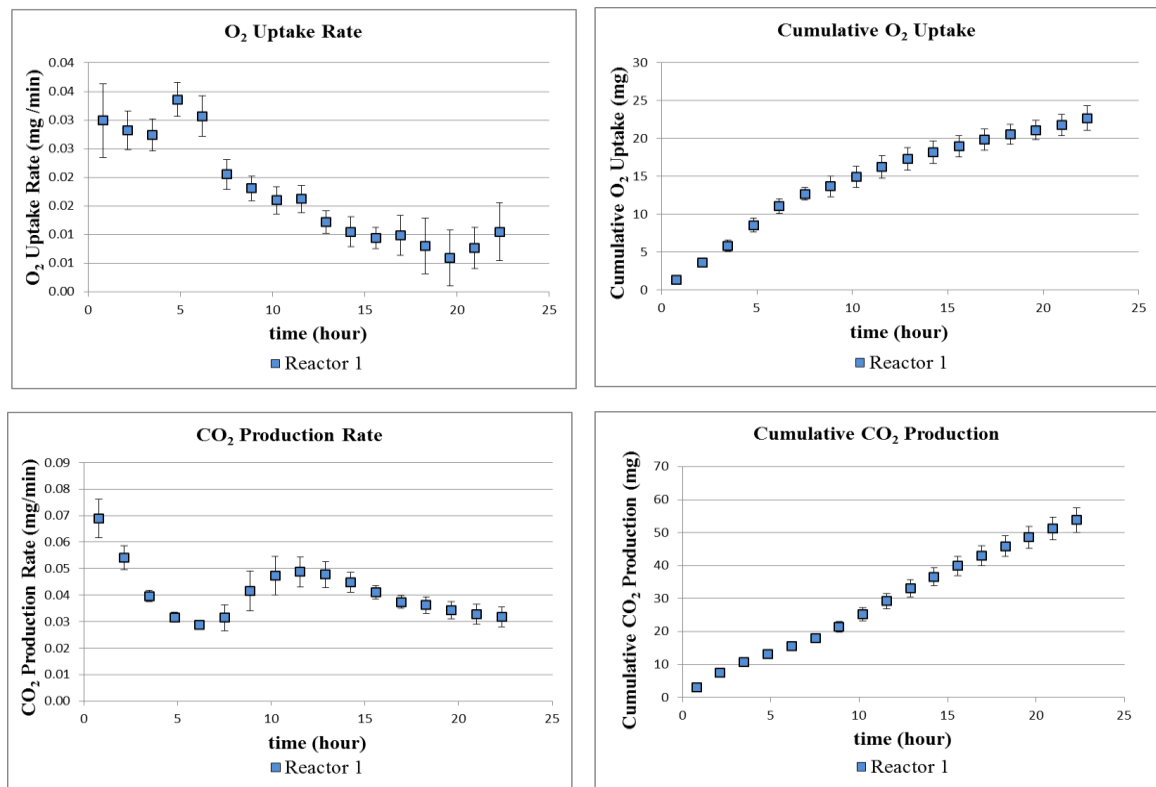 O₂ Uptake Rate
O₂ Uptake Rate (mg /min)
0.04
0.04
0.03
0.03
0.02
0.02
0.01
0.01
0.00
0 5 10 15 20 25
time (hour)
Reactor 1
Cumulative O₂ Uptake
Cumulative O₂ Uptake (mg)
30
25
20
15
10
5
0
0 5 10 15 20 25
time (hour)
Reactor 1
CO₂ Production Rate
CO₂ Production Rate (mg/min)
0.09
0.07
0.06
0.05
0.04
0.03
0.03
0.01
0.00
0 5 10 15 20 25
time (hour)
Reactor 1
Cumulative CO₂ Production
Cumulative CO₂ Production (mg)
70
60
50
40
30
20
10
0
0 5 10 15 20 25
time (hour)
Reactor 1